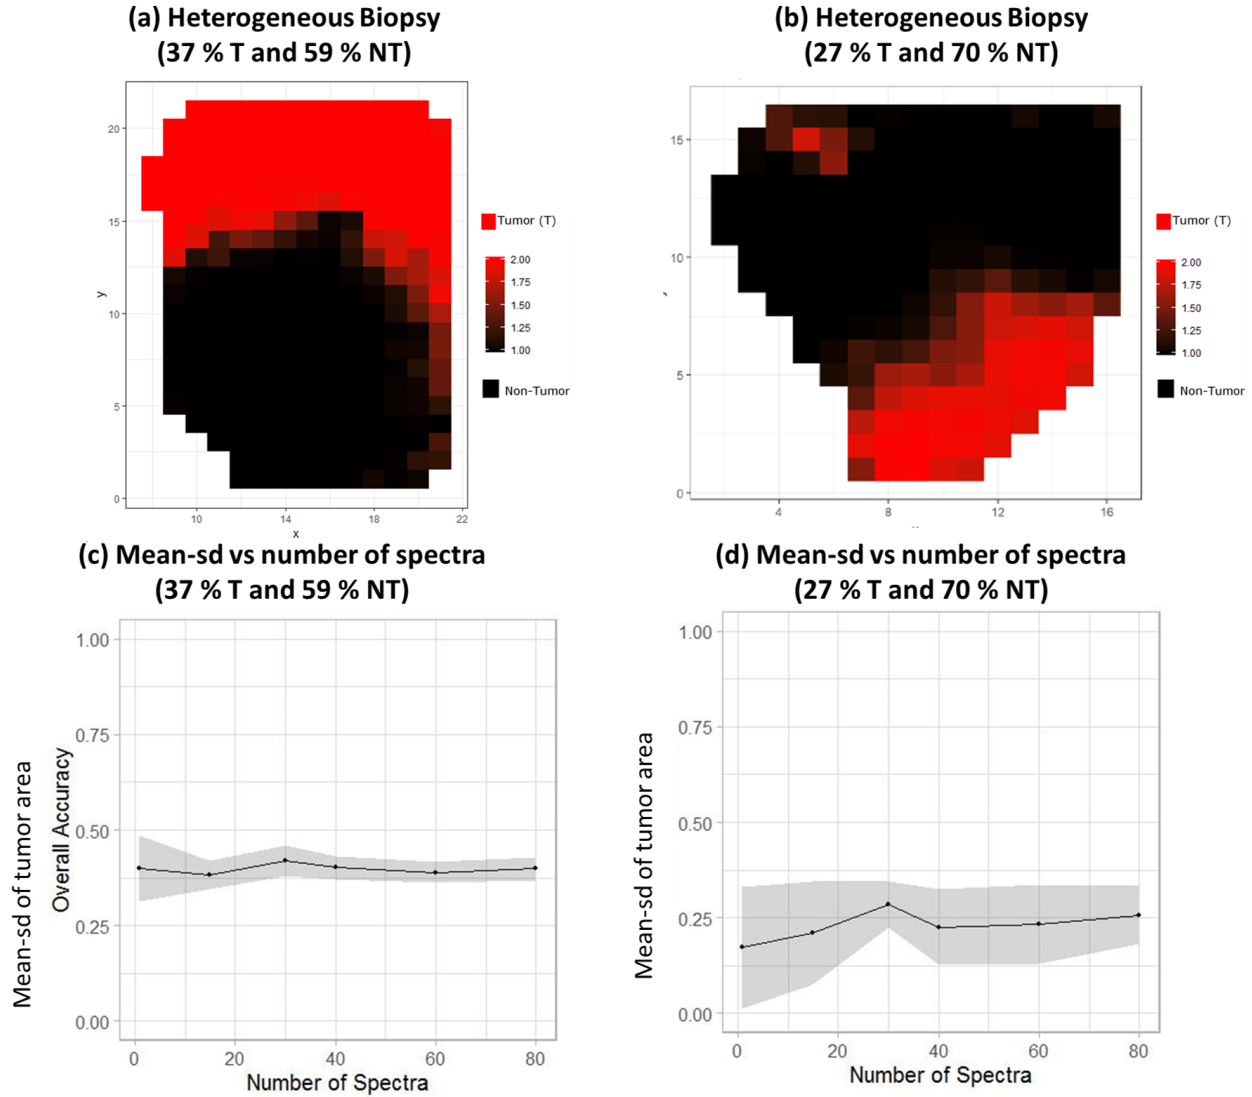 (a) Heterogeneous Biopsy
(37 % T and 59 % NT)
20
15
10
5
0
y
10
14
18
22
x
Tumor (T)
2.00
1.75
1.50
1.25
1.00
Non-Tumor
(b) Heterogeneous Biopsy
(27 % T and 70 % NT)
15
10
5
0
4
8
12
16
Tumor (T)
2.00
1.75
1.50
1.25
1.00
Non-Tumor
(c) Mean-sd vs number of spectra
(37 % T and 59 % NT)
Mean-sd of tumor area
Overall Accuracy
1.00
0.75
0.50
0.25
0.00
0
20
40
60
80
Number of Spectra
(d) Mean-sd vs number of spectra
(27 % T and 70 % NT)
Mean-sd of tumor area
1.00
0.75
0.50
0.25
0.00
0
20
40
60
80
Number of Spectra